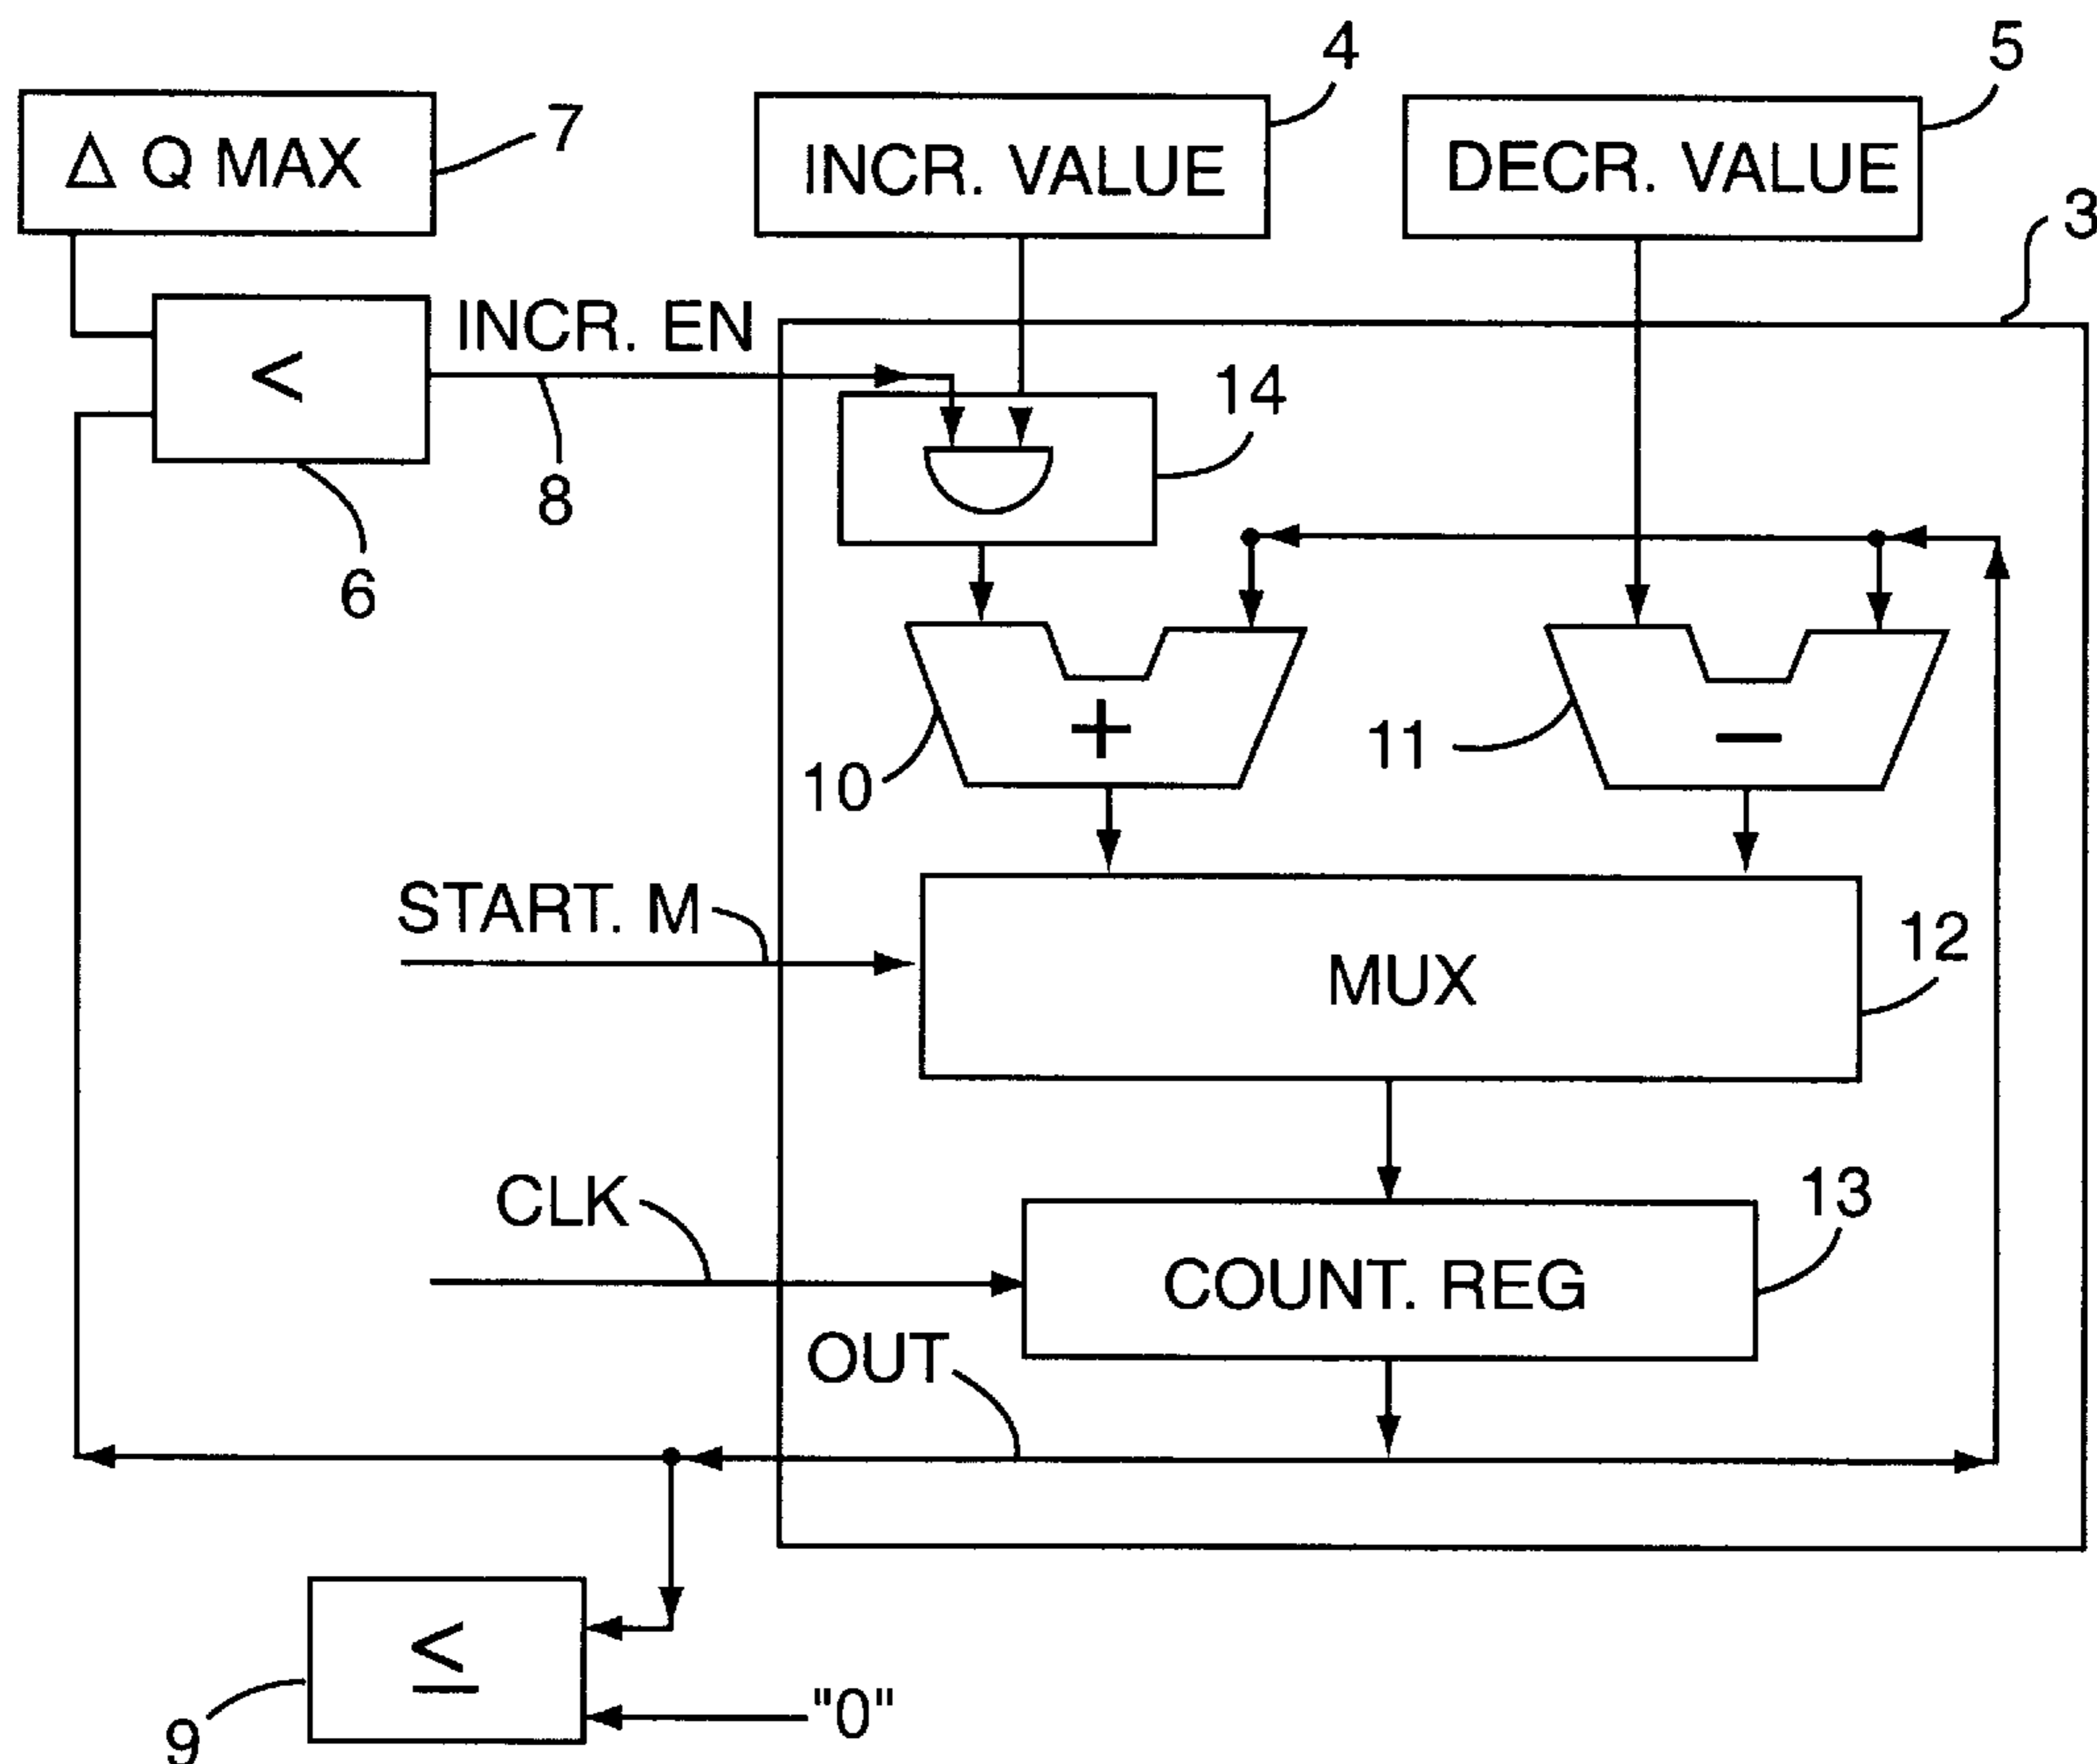 4
5
Δ Q MAX
7
INCR. VALUE
DECR. VALUE
3
INCR. EN
<
14
8
6
+
−
10
11
START. M
MUX
12
CLK
COUNT. REG
13
OUT
≤
"0"
9